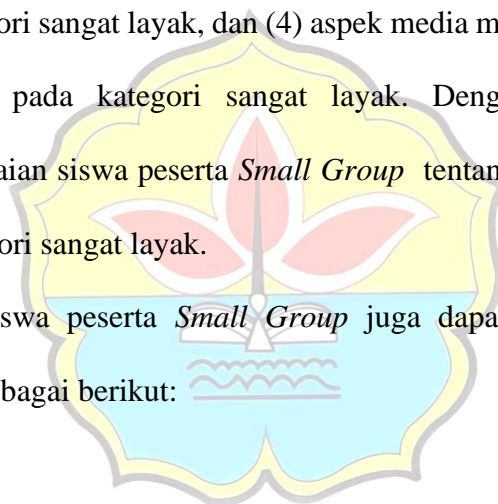 ori sangat layak, dan (4) aspek media m
pada kategori sangat layak. Deng
aian siswa peserta Small Group tentan
ori sangat layak.
swa peserta Small Group juga dapa
bagai berikut: